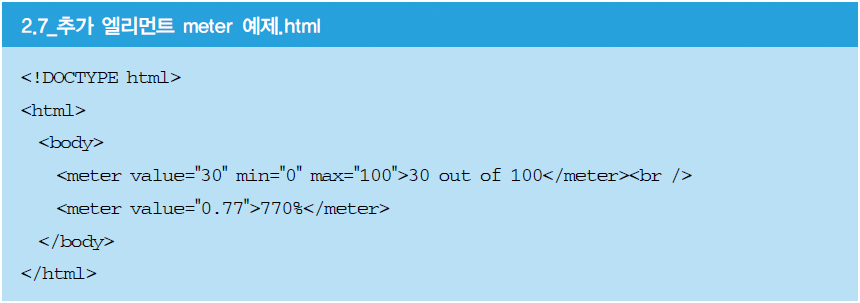 2.7_추가 엘리먼트 meter 예제.html
<!DOCTYPE html>
<html>
<body>
<meter value="30" min="0" max="100">30 out of 100</meter><br />
<meter value="0.77">770%</meter>
</body>
</html>